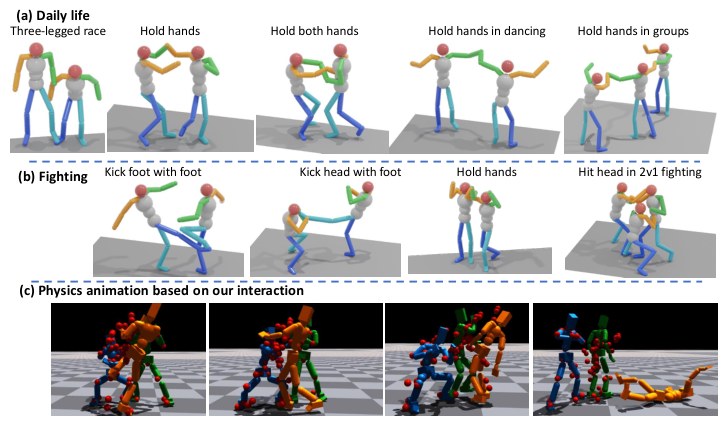 (a) Daily life
Three-legged race
Hold hands
Hold both hands
Hold hands in dancing
Hold hands in groups
(b) Fighting
Kick foot with foot
Kick head with foot
Hold hands
Hit head in 2v1 fighting
(c) Physics animation based on our interaction